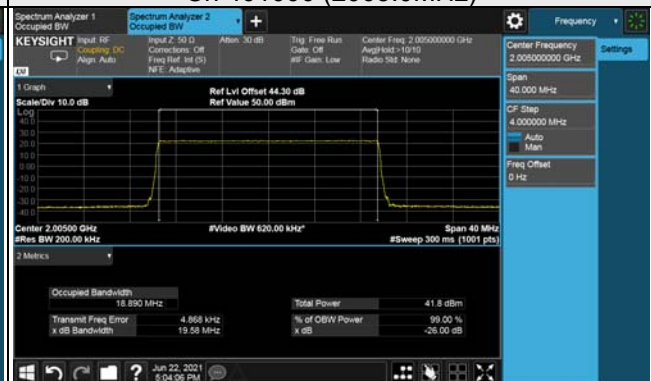 Spectrum Analyzer 1
Occupied BW
Spectrum Analyzer 2
Occupied BW
Frequency
KEYSIGHT
Input: RF
Coupling: DC
Align: Auto
Input Z: 50 Ω
Corrections: Off
Freq Ref: Int (S)
NFE: Adaptive
Atten: 30 dB
Trig: Free Run
Gate: Off
#IF Gain: Low
Center Freq: 2.005000000 GHz
Avg|Hold:>10/10
Radio Std: None
Center Frequency
2.005000000 GHz
Settings
Span
40.000 MHz
CF Step
4.000000 MHz
Auto
Man
Freq Offset
0 Hz
LXI
1 Graph
Scale/Div 10.0 dB
Ref Lvl Offset 44.30 dB
Ref Value 50.00 dBm
Log
40.0
30.0
20.0
10.0
0.00
-10.0
-20.0
-30.0
-40.0
Center 2.00500 GHz
#Res BW 200.00 kHz
#Video BW 620.00 kHz*
Span 40 MHz
#Sweep 300 ms (1001 pts)
2 Metrics
Occupied Bandwidth
18.890 MHz
Total Power 41.8 dBm
Transmit Freq Error 4.868 kHz
% of OBW Power 99.00 %
x dB Bandwidth 19.58 MHz
x dB -26.00 dB
Jun 22, 2021
5:04:06 PM